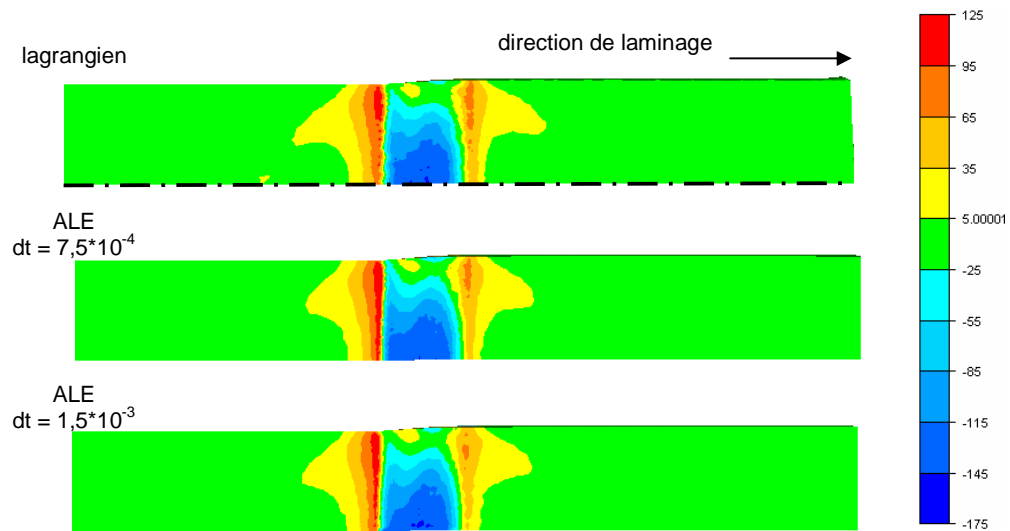 lagrangien
direction de laminage
ALE
dt = 7,5*10-4
ALE
dt = 1,5*10-3
125
95
65
35
5.00001
-25
-55
-85
-115
-145
-175